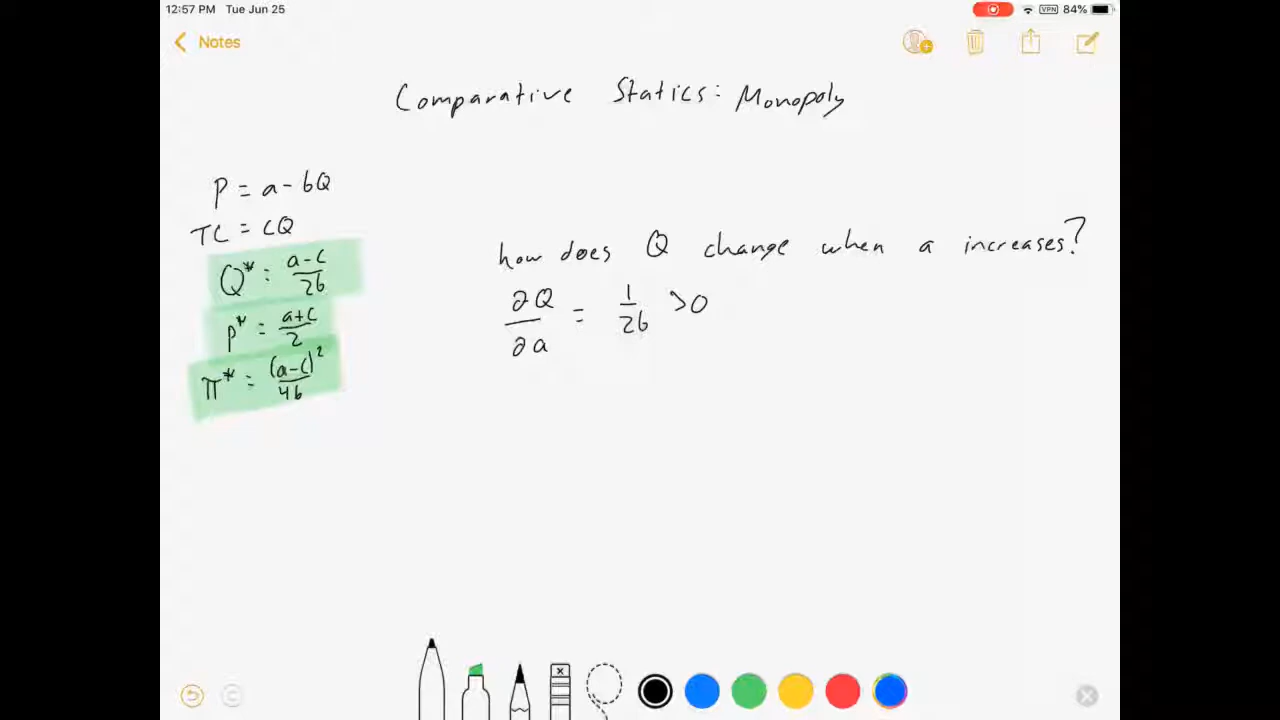 12:57 PM Tue Jun 25 VPN 84%
Notes
Comparative Statics: Monopoly
P = a - bQ
TC = cQ
Q* = a-c/2b
P* = a+c/2
π* = (a-c)²/4b
how does Q change when a increases?
∂Q/∂a = 1/2b >0